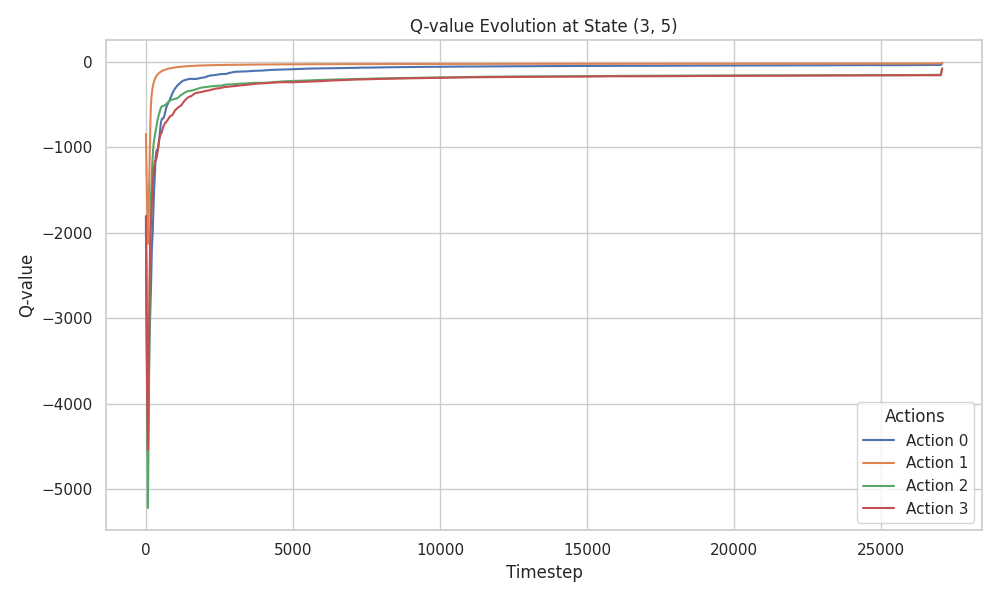 Q-value Evolution at State (3, 5)
0
−1000
−2000
−3000
−4000
−5000
Q-value
0
5000
10000
15000
20000
25000
Timestep
Actions
Action 0
Action 1
Action 2
Action 3